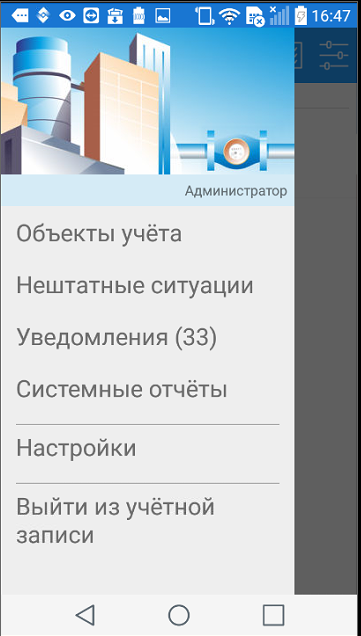 16:47
Администратор
Объекты учёта
Нештатные ситуации
Уведомления (33)
Системные отчёты
Настройки
Выйти из учётной
записи